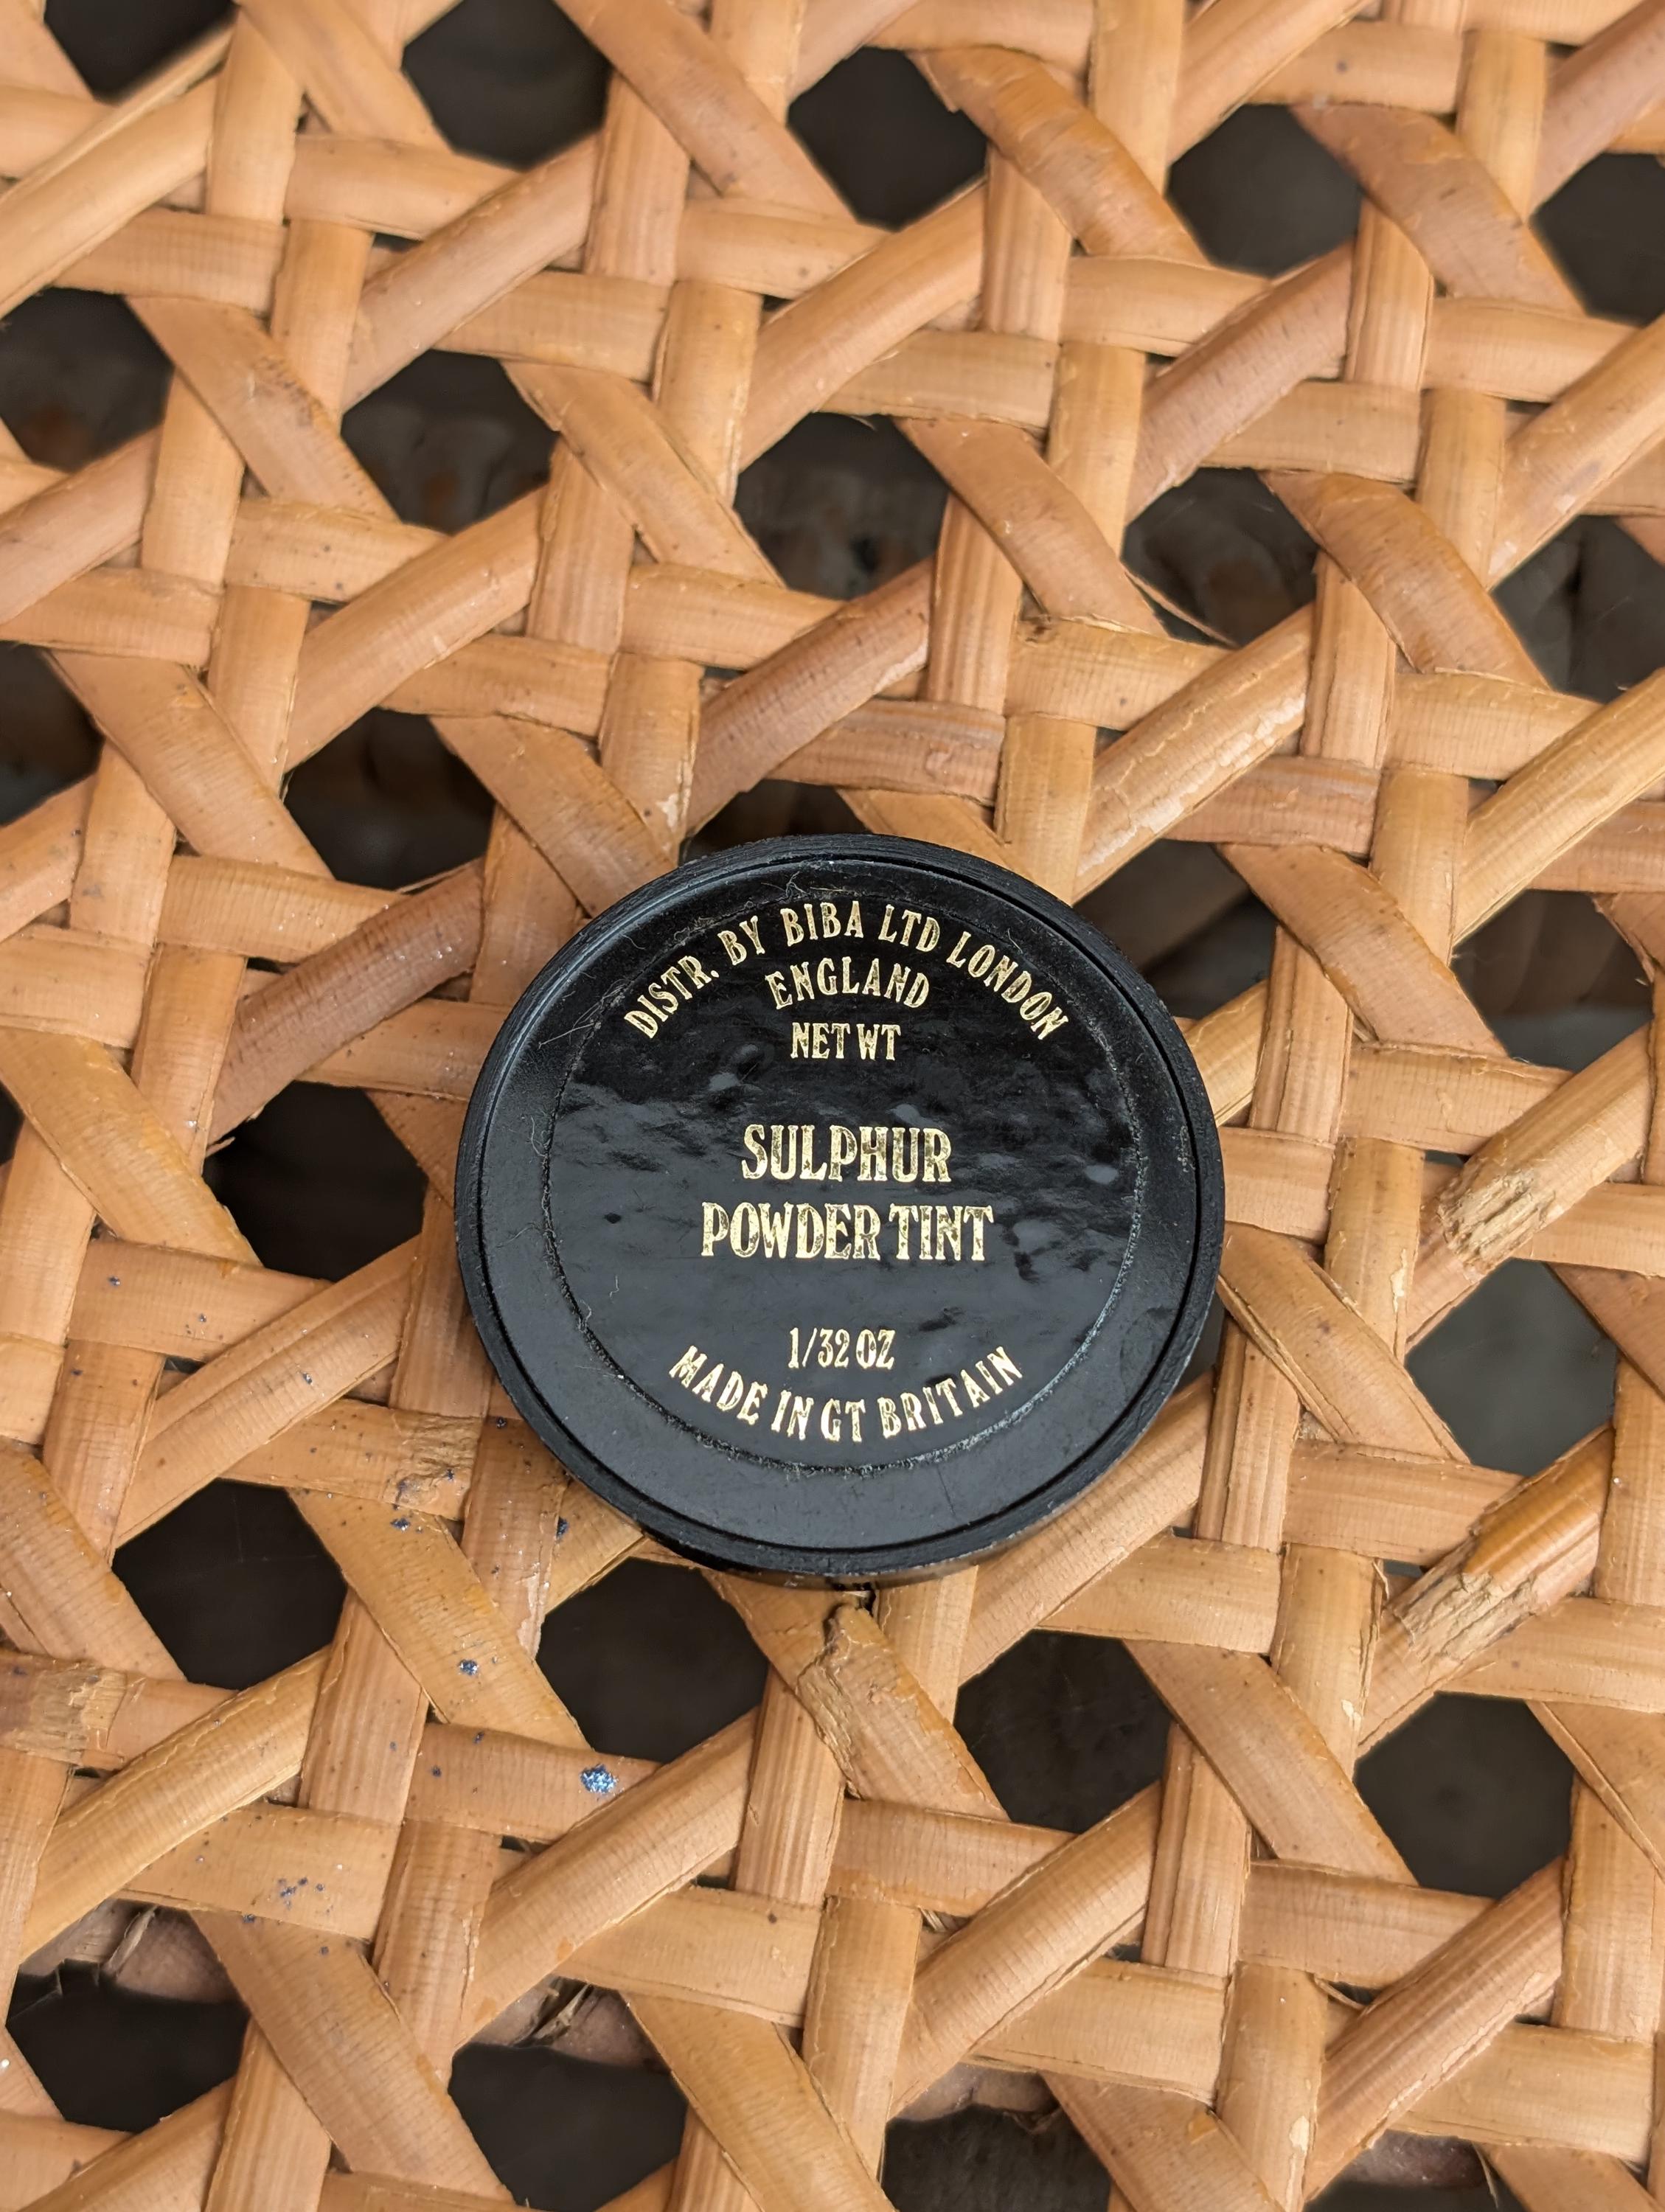 DISTR. BY BIBA LTD LONDON
ENGLAND
NET WT
SULPHUR
POWDER TINT
1/32 OZ
MADE IN GT BRITAIN